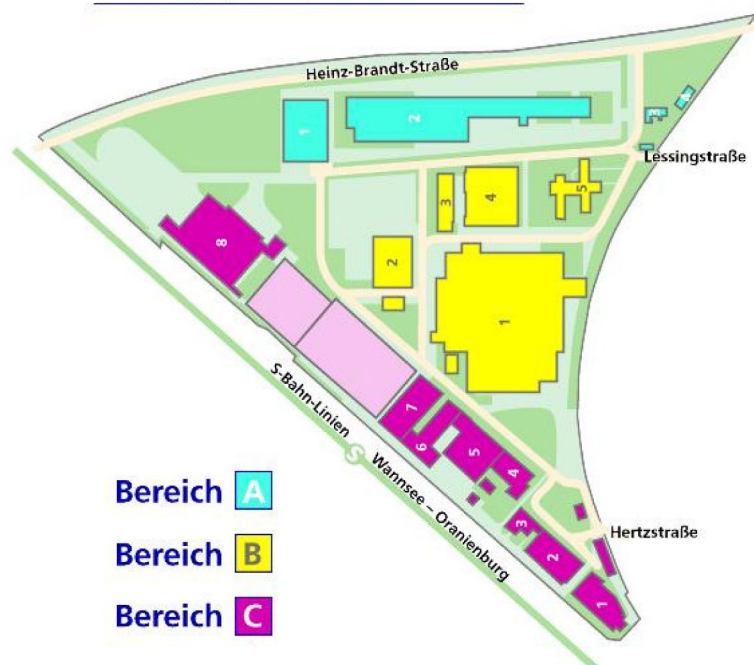 Heinz-Brandt-Straße
1
2
3
4
Lessingstraße
3
4
5
8
2
1
S-Bahn-Linien
S
Wannsee – Oranienburg
7
6
5
4
3
2
1
Hertzstraße
Bereich A
Bereich B
Bereich C